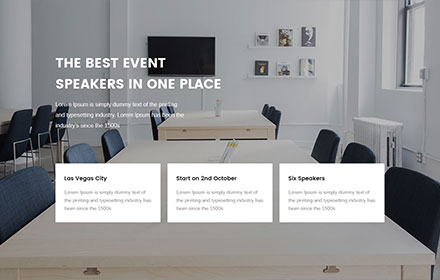 THE BEST EVENT
SPEAKERS IN ONE PLACE
Lorem Ipsum is simply dummy text of the printing
and typesetting industry. Lorem Ipsum has been the
industry's since the 1500s
Las Vegas City
Lorem Ipsum is simply dummy text of
the printing and typesetting industry has
been since the 1500s
Start on 2nd October
Lorem Ipsum is simply dummy text of
the printing and typesetting industry has
been since the 1500s
Six Speakers
Lorem Ipsum is simply dummy text of
the printing and typesetting industry has
been since the 1500s